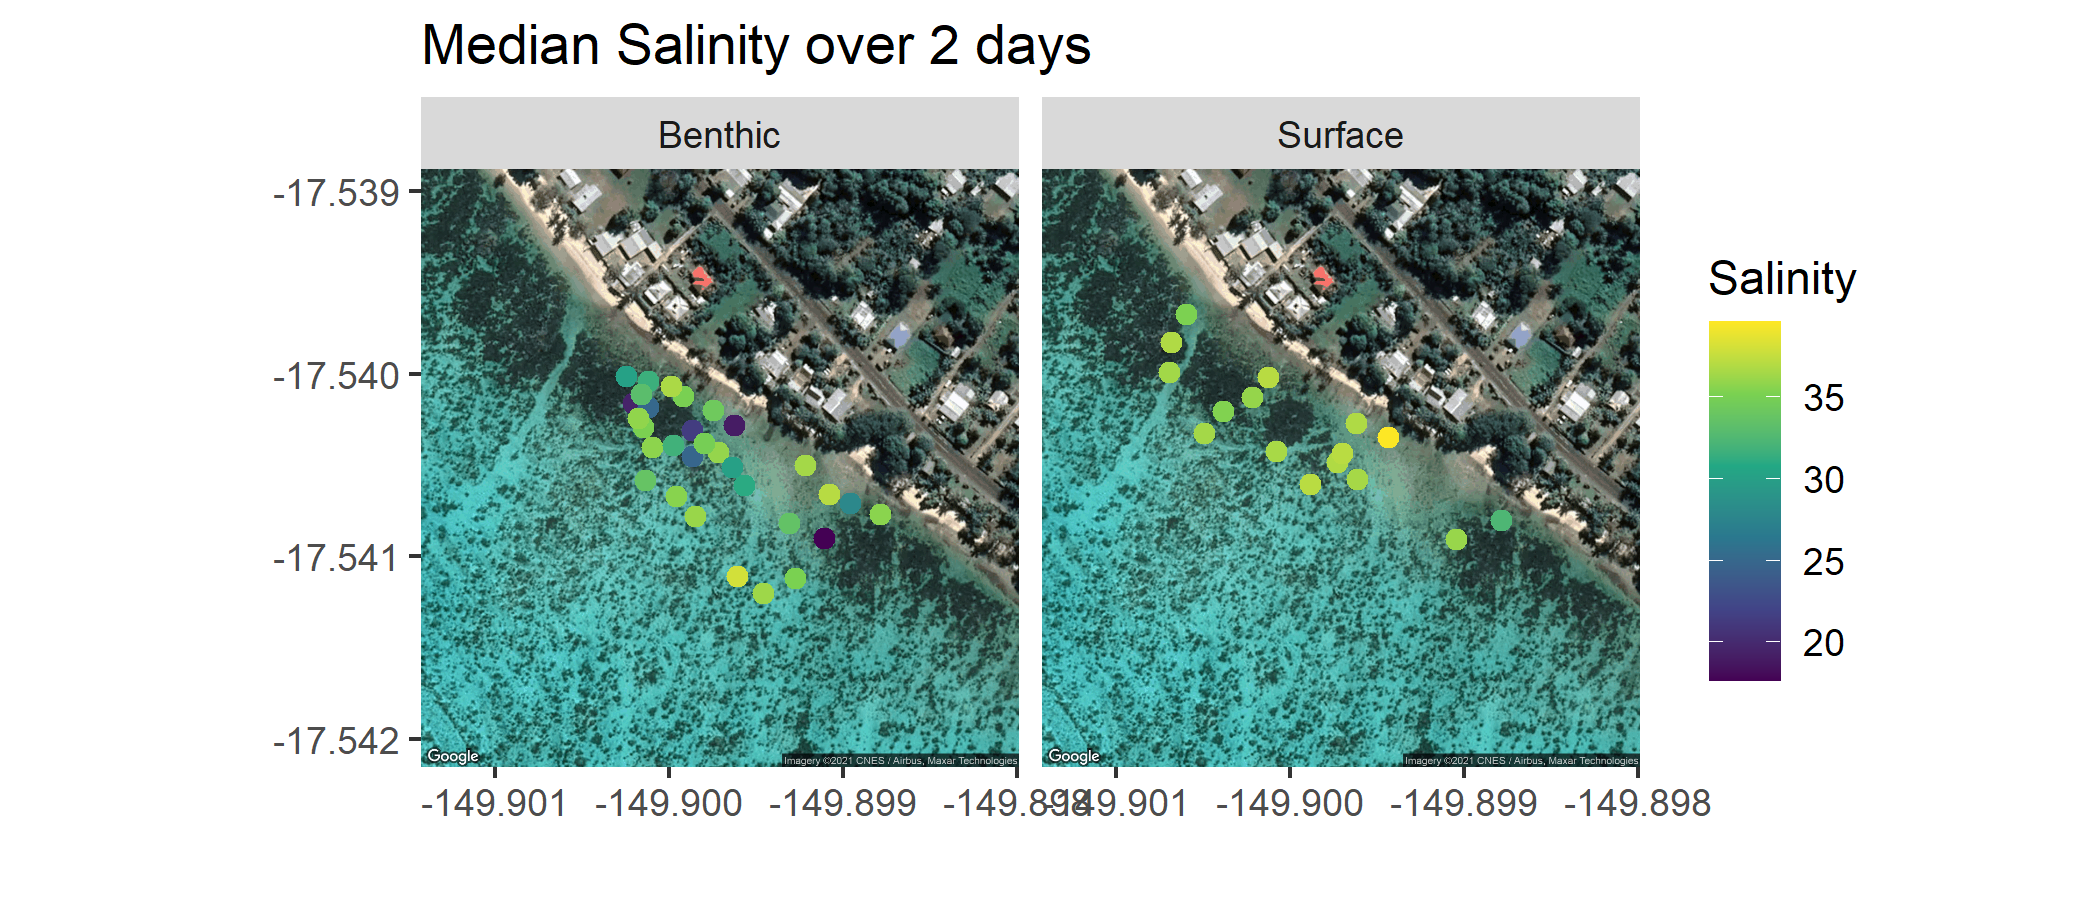 Median Salinity over 2 days
Benthic
Surface
-17.539
-17.540
-17.541
-17.542
Google
Imagery ©2021 CNES / Airbus, Maxar Technologies
Google
Imagery ©2021 CNES / Airbus, Maxar Technologies
-149.901 -149.900 -149.899 -149.898
-149.901 -149.900 -149.899 -149.898
Salinity
35
30
25
20